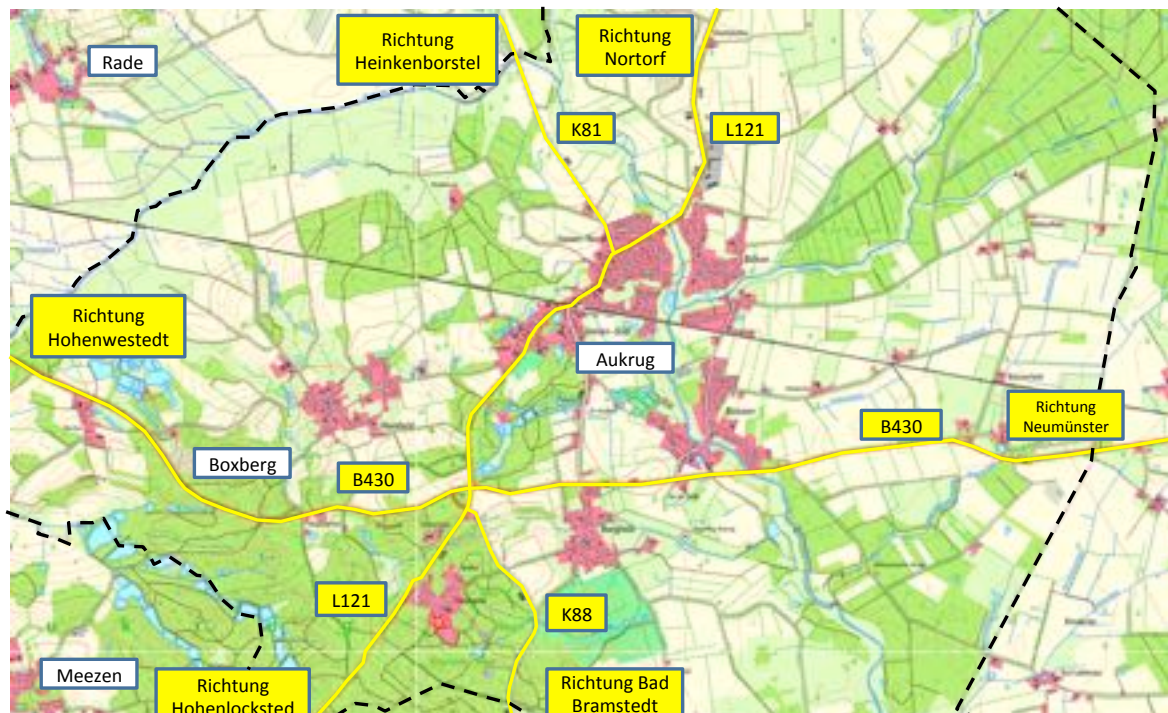 Richtung
Heinkenborstel
Richtung
Nortorf
Rade
K81
L121
Richtung
Hohenwestedt
Aukrug
Richtung
Neumünster
B430
Boxberg
B430
L121
K88
Meezen
Richtung
Hohenlocksted
Richtung Bad
Bramstedt